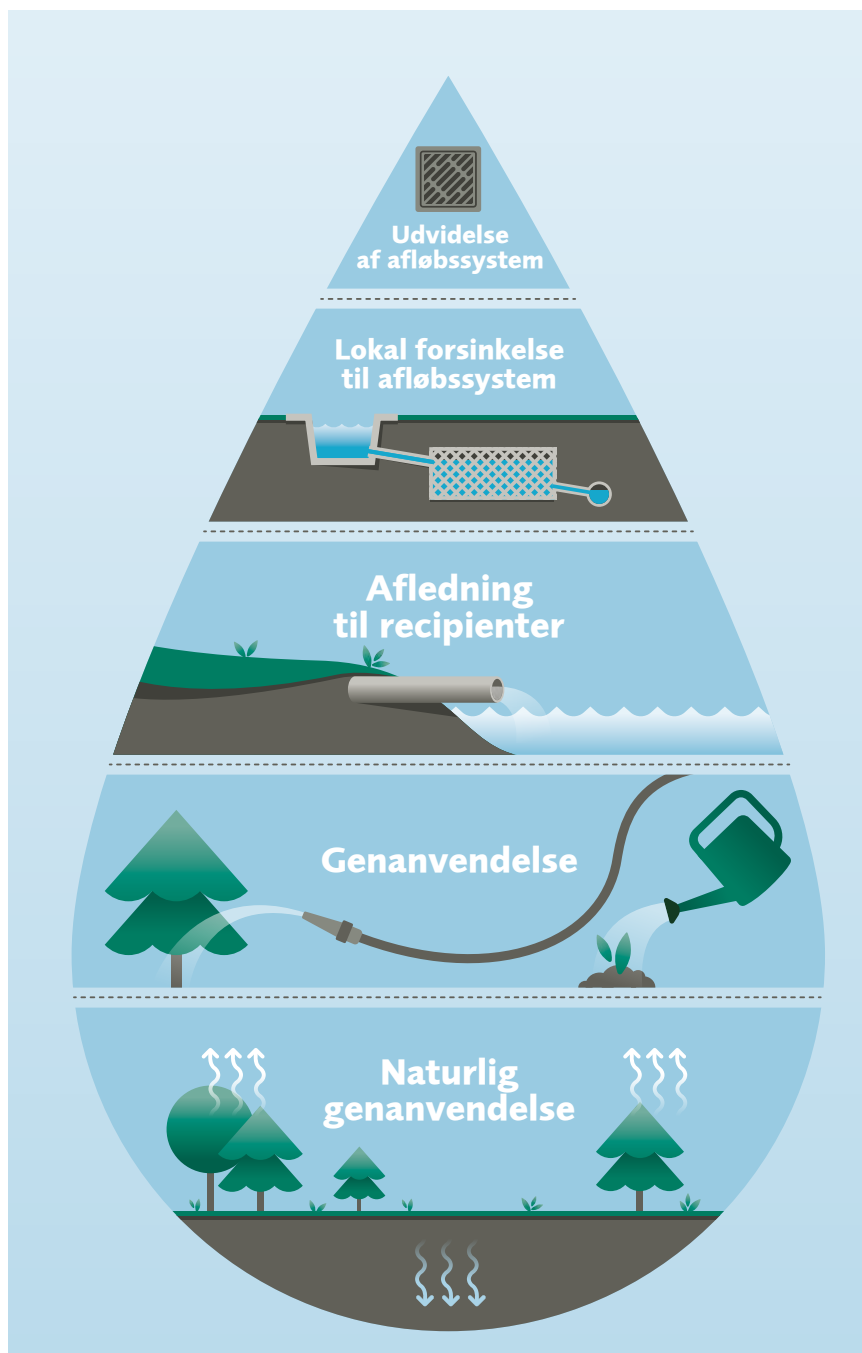 Udvidelse
af afløbssystem
Lokal forsinkelse
til afløbssystem
Afledning
til recipienter
Genanvendelse
Naturlig
genanvendelse